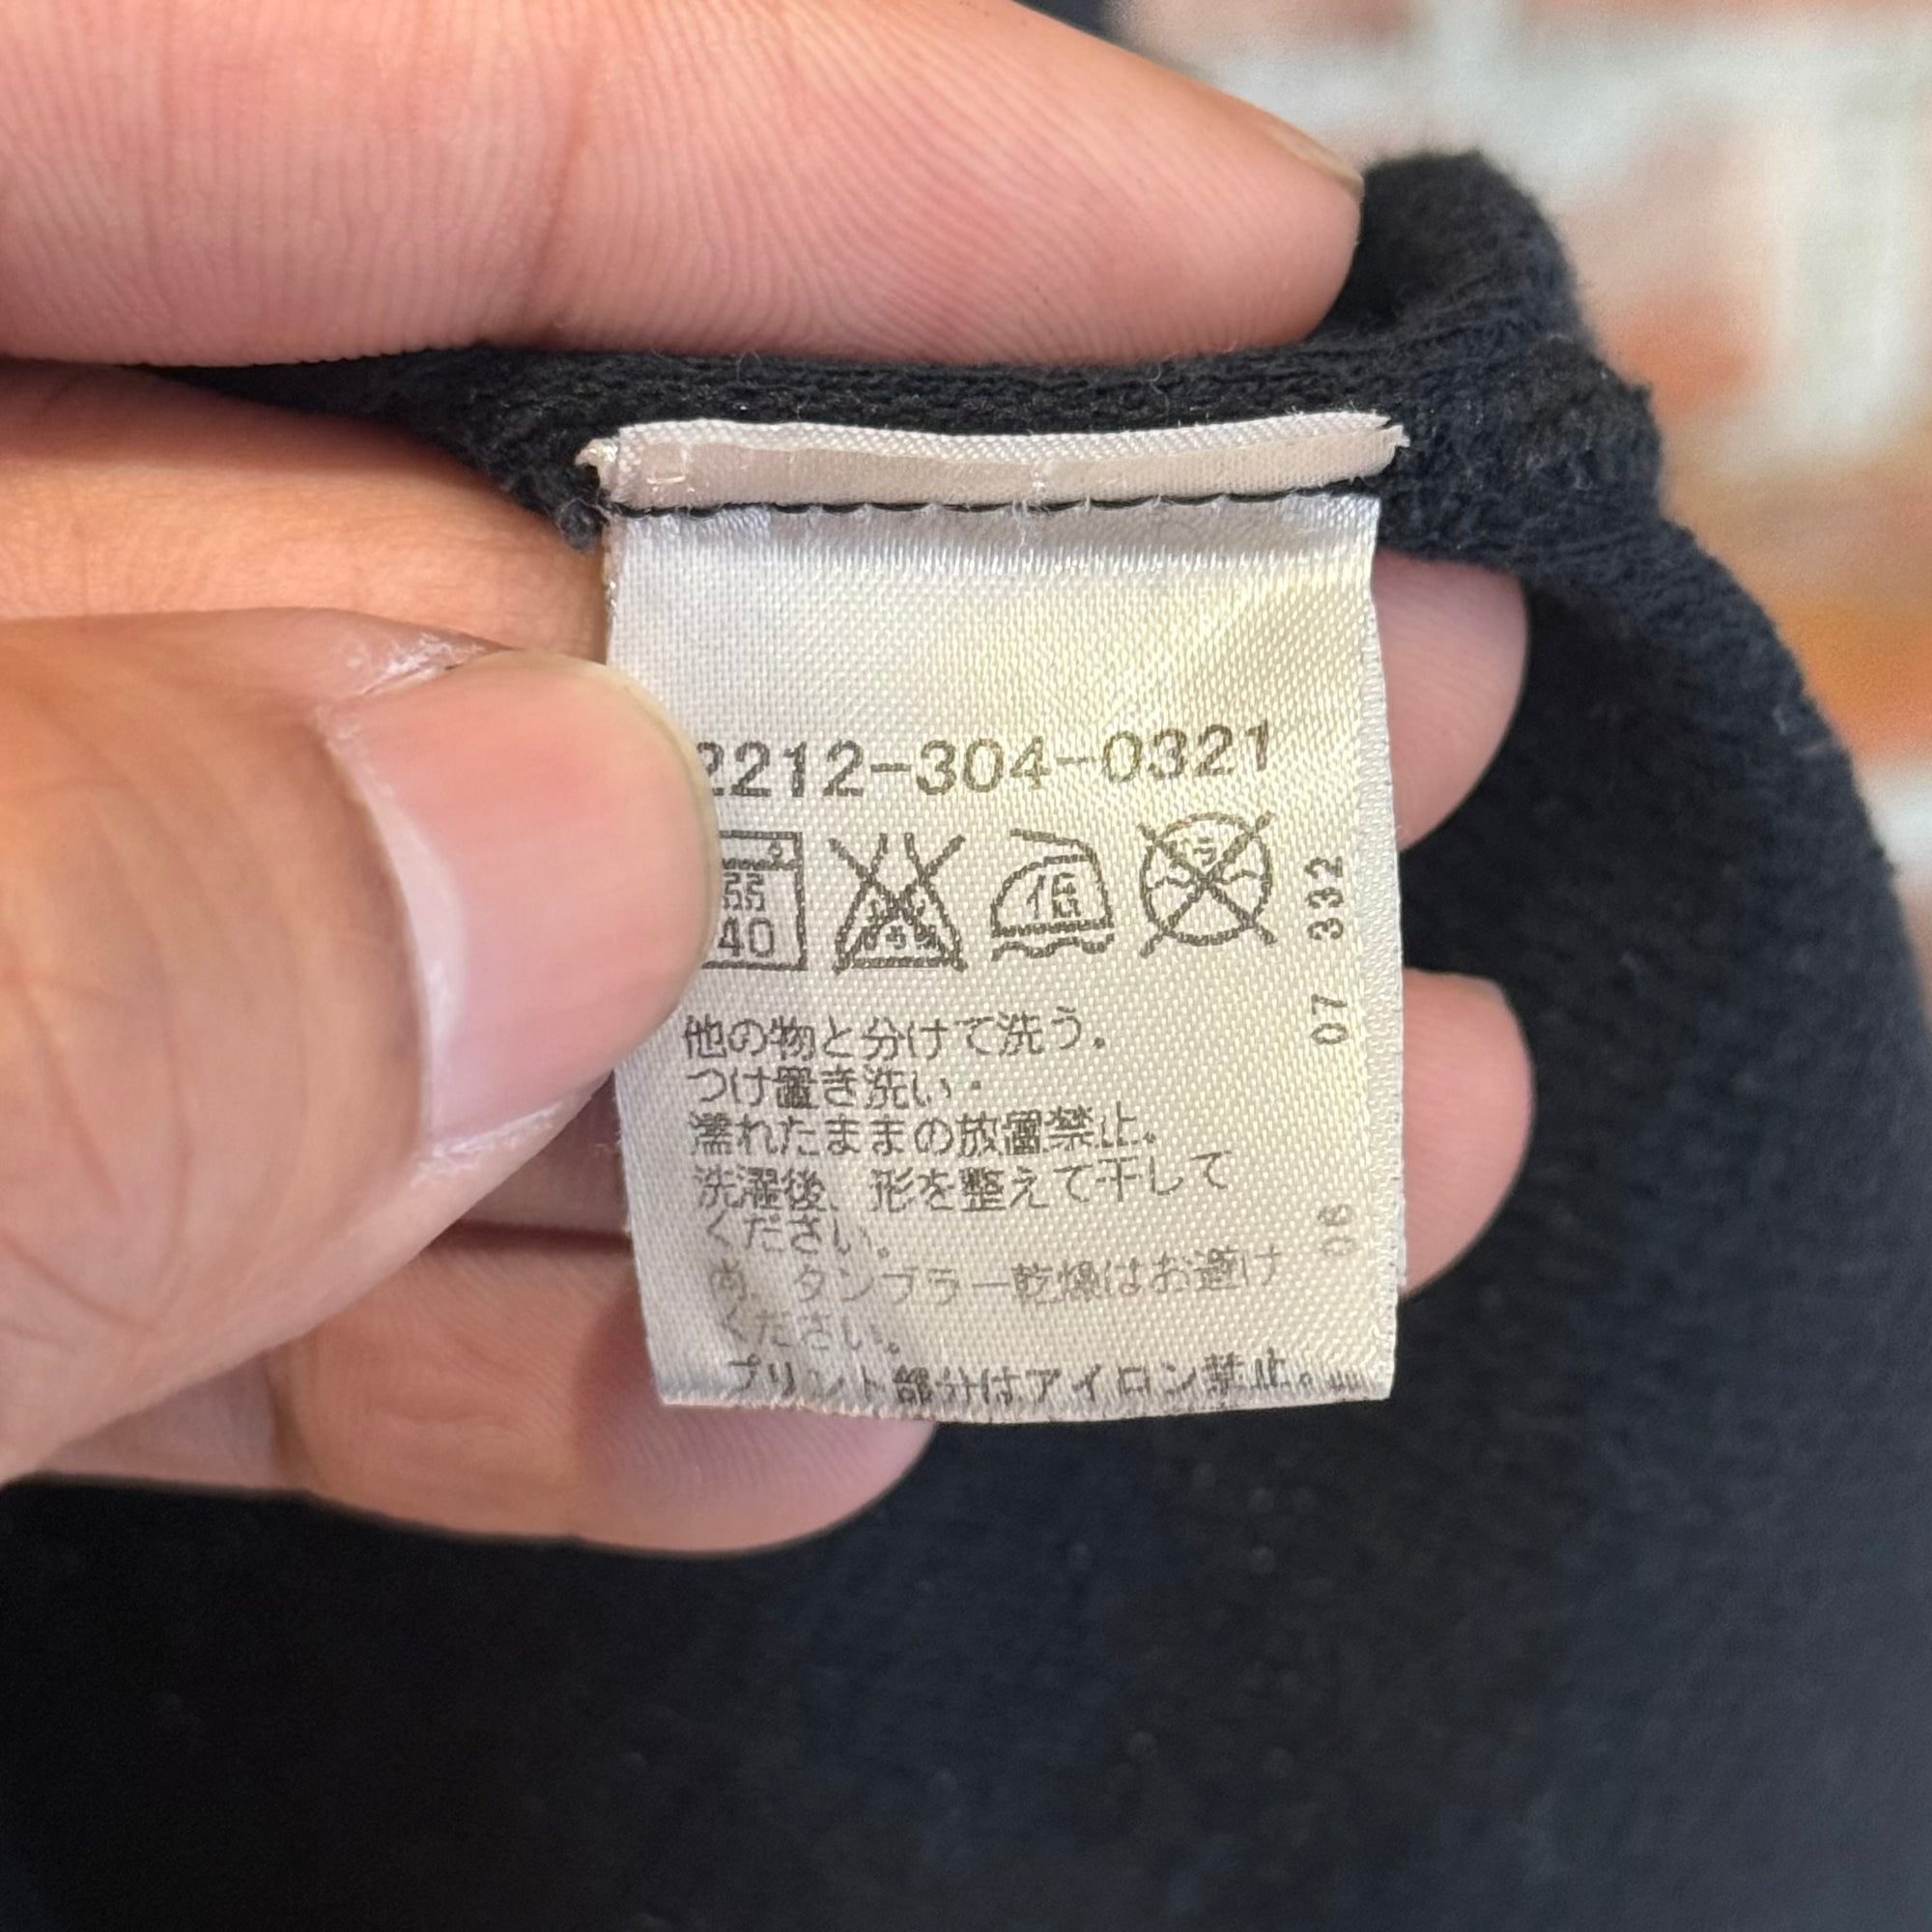 2212-304-0321
弱
40
低
他の物と分けて洗う.
つけ置き洗い・
濡れたままの放置禁止。
洗濯後、形を整えて干して
ください。
尚、タンブラー乾燥はお避け
ください。
プリント部分はアイロン禁止。
06 07 332